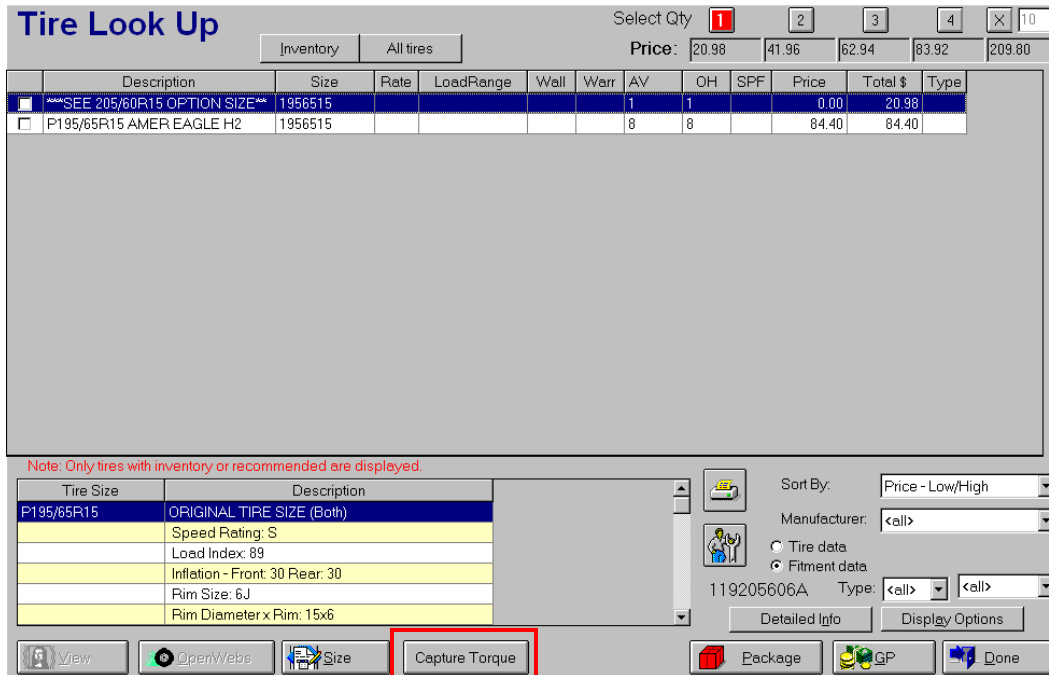 Tire Look Up
Select Qty 1 2 3 4 X 10
Inventory All tires
Price: 20.98 41.96 62.94 83.92 209.80
Description Size Rate LoadRange Wall Warr AV OH SPF Price Total $ Type
***SEE 205/60R15 OPTION SIZE** 1956515 1 1 0.00 20.98
P195/65R15 AMER EAGLE H2 1956515 8 8 84.40 84.40
Note: Only tires with inventory or recommended are displayed.
Tire Size Description
P195/65R15 ORIGINAL TIRE SIZE (Both)
Speed Rating: S
Load Index: 89
Inflation - Front: 30 Rear: 30
Rim Size: 6J
Rim Diameter x Rim: 15x6
Sort By: Price - Low/High
Manufacturer: <all>
Tire data
Fitment data
119205606A Type: <all> <all>
Detailed Info Display Options
View OpenWebs Size Capture Torque Package GP Done